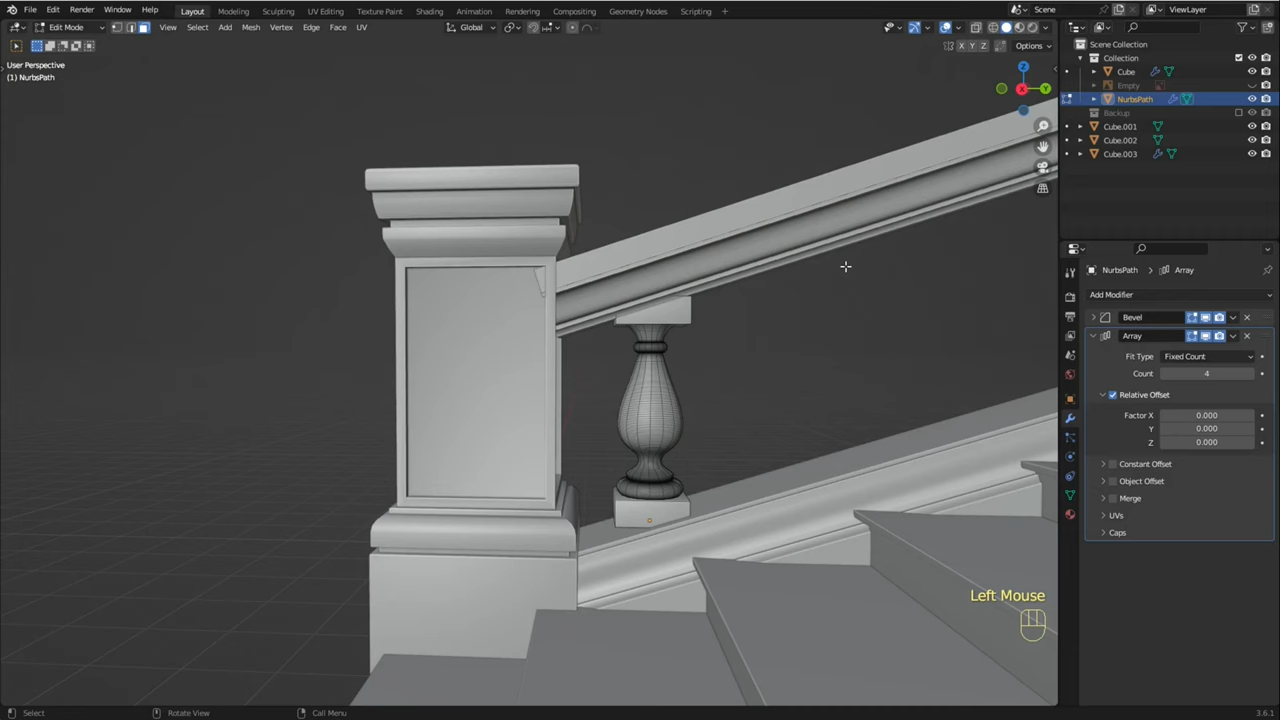 File Edit Render Window Help Layout Modeling Sculpting UV Editing Texture Paint Shading Animation Rendering Compositing Geometry Nodes Scripting + Scene ViewLayer
Edit Mode View Select Add Mesh Vertex Edge Face UV Global
X Y Z Options
User Perspective
(1) NurbsPath
Z
X Y
Scene Collection
Collection
Cube
Empty
NurbsPath
Backup
Cube.001
Cube.002
Cube.003
NurbsPath > Array
Add Modifier
Bevel
Array
Fit Type Fixed Count
Count 4
Relative Offset
Factor X 0.000
Y 0.000
Z 0.000
Constant Offset
Object Offset
Merge
UVs
Caps
Left Mouse
Select Rotate View Call Menu 3.6.1